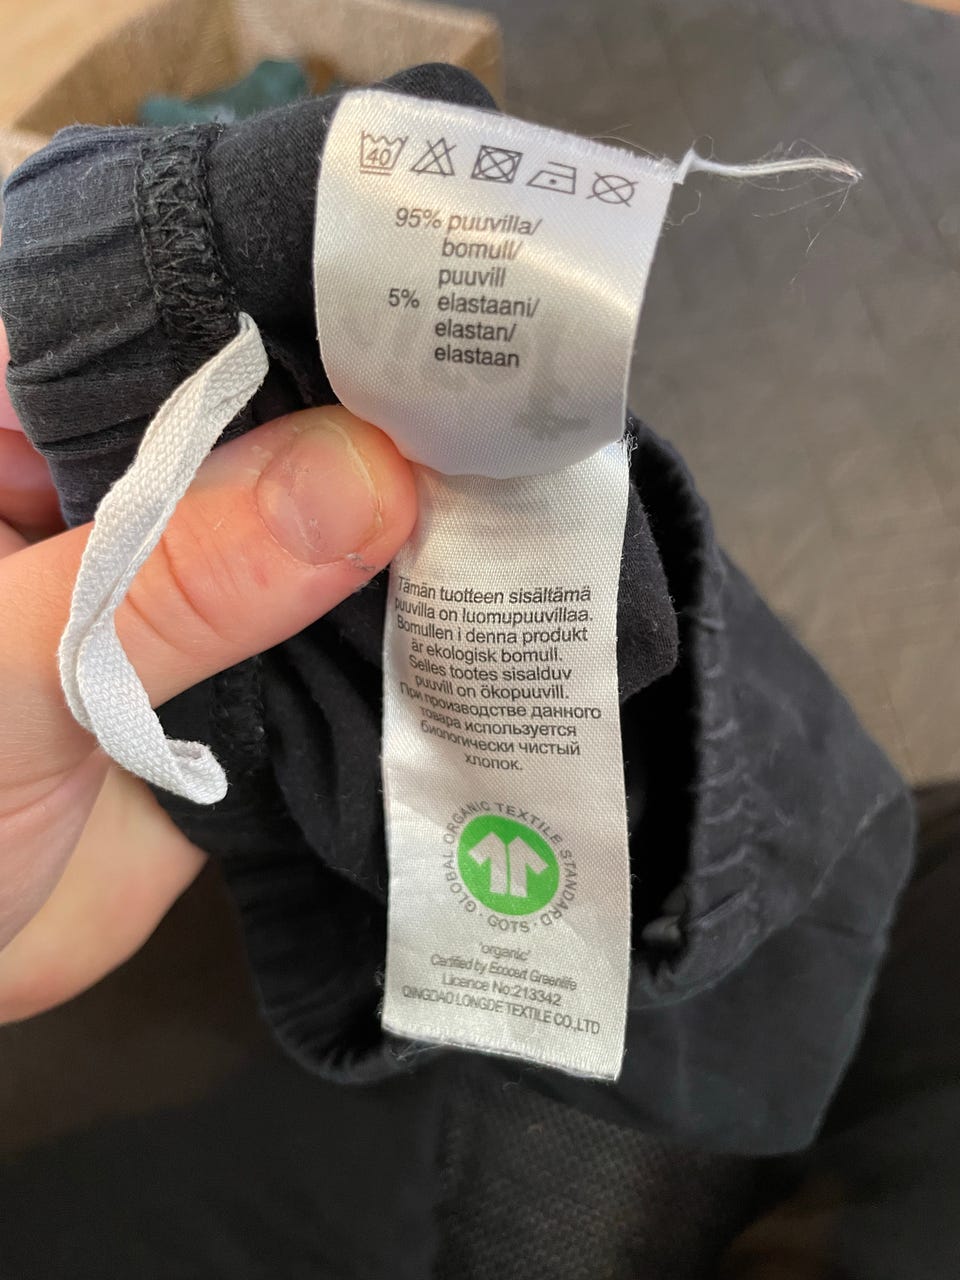 40
95% puuvilla/
bomull/
puuvill
5% elastaani/
elastan/
elastaan
Tämän tuotteen sisältämä
puuvilla on luomupuuvillaa.
Bomullen i denna produkt
är ekologisk bomull.
Selles tootes sisalduv
puuvill on ökopuuvill.
При производстве данного
товара используется
биологически чистый
хлопок.
GLOBAL ORGANIC TEXTILE STANDARD
· GOTS ·
'organic'
Certified by Ecocert Greenlife
Licence No:213342
QINGDAO LONGDE TEXTILE CO.,LTD